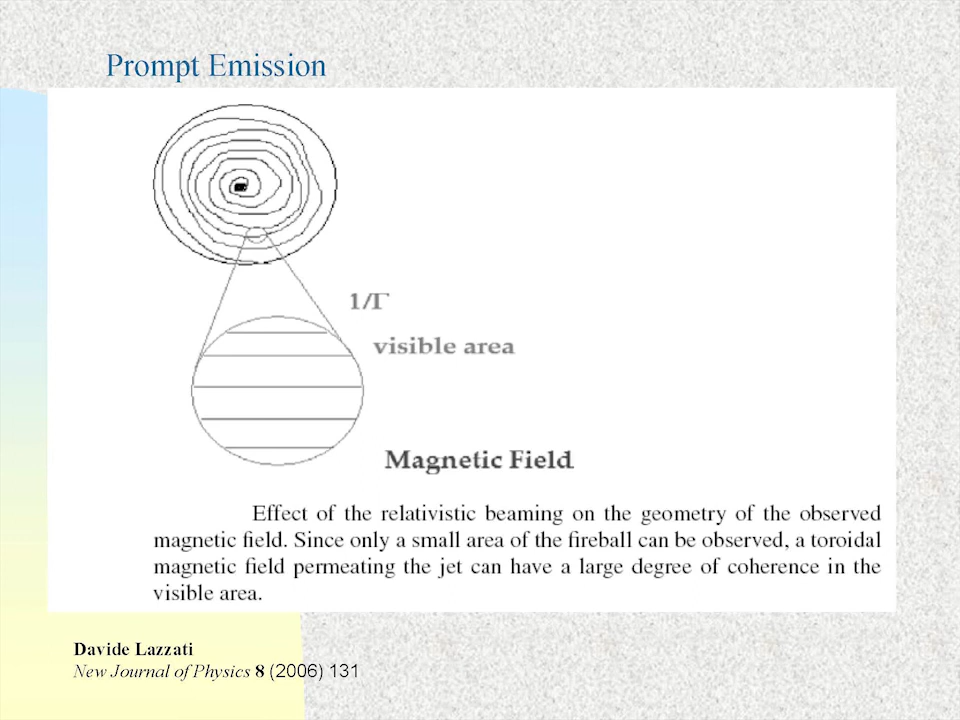 Prompt Emission
1/Γ
visible area
Magnetic Field
Effect of the relativistic beaming on the geometry of the observed
magnetic field. Since only a small area of the fireball can be observed, a toroidal
magnetic field permeating the jet can have a large degree of coherence in the
visible area.
Davide Lazzati
New Journal of Physics 8 (2006) 131